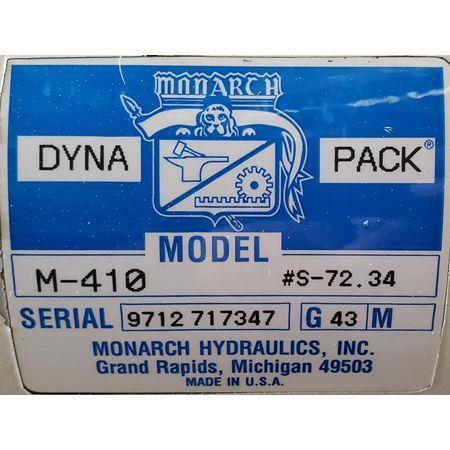 MONARCH
DYNA PACK®
MODEL
M-410 #S-72.34
SERIAL 9712 717347 G 43 M
MONARCH HYDRAULICS, INC.
Grand Rapids, Michigan 49503
MADE IN U.S.A.